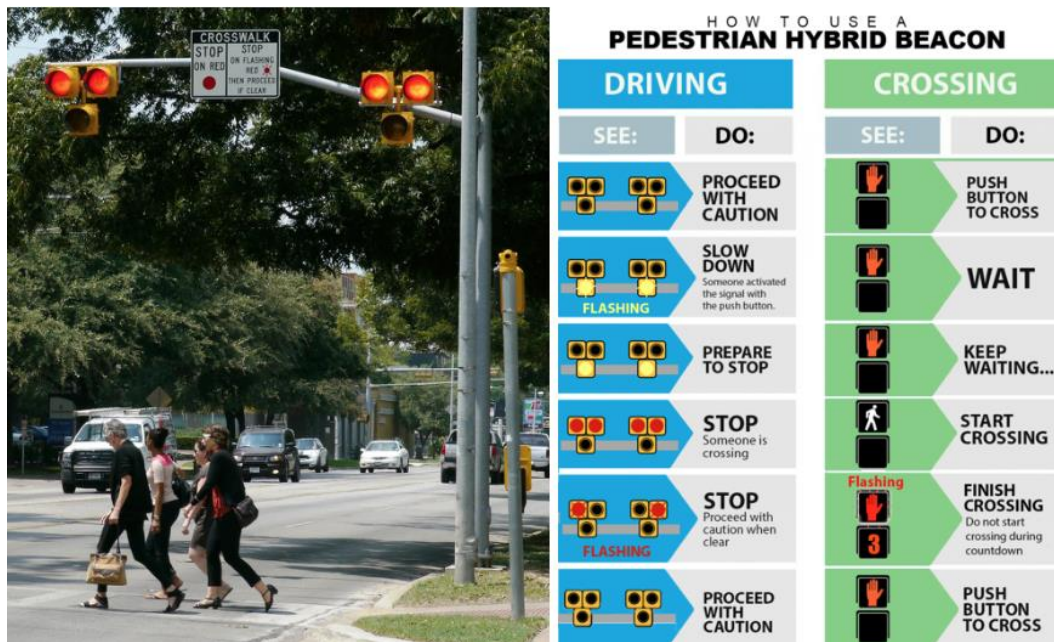 CROSSWALK
STOP
ON RED
STOP
ON FLASHING
RED
THEN PROCEED
IF CLEAR
HOW TO USE A
PEDESTRIAN HYBRID BEACON
DRIVING
SEE:
DO:
PROCEED
WITH
CAUTION
SLOW
DOWN
Someone activated
the signal with
the push button.
FLASHING
PREPARE
TO STOP
STOP
Someone is
crossing
STOP
Proceed with
caution when
clear
FLASHING
PROCEED
WITH
CAUTION
CROSSING
SEE:
DO:
PUSH
BUTTON
TO CROSS
WAIT
KEEP
WAITING...
START
CROSSING
Flashing
3
FINISH
CROSSING
Do not start
crossing during
countdown
PUSH
BUTTON
TO CROSS